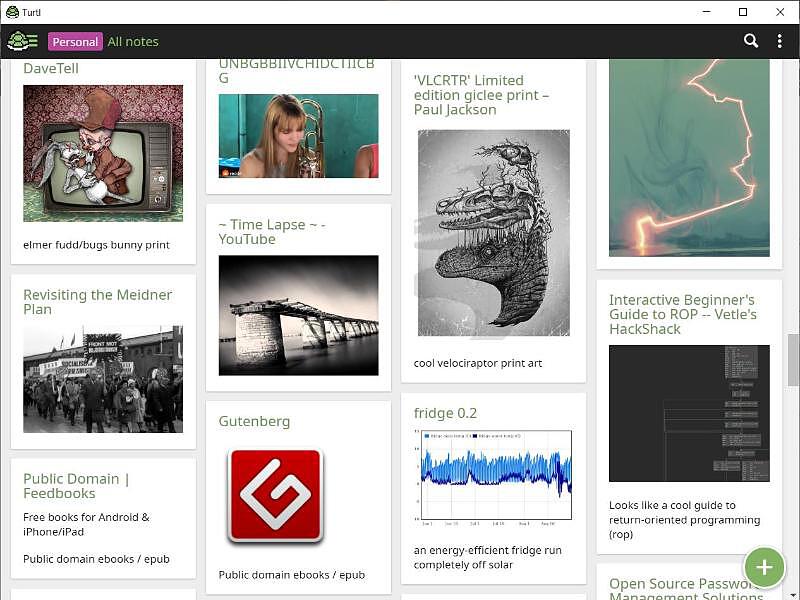 Turtl
Personal
All notes
DaveTell
elmer fudd/bugs bunny print
Revisiting the Meidner
Plan
Public Domain |
Feedbooks
Free books for Android &
iPhone/iPad
Public domain ebooks / epub
UNBGBBIIVCHIDCTIICB
G
~ Time Lapse ~ -
YouTube
Gutenberg
Public domain ebooks / epub
'VLCRTR' Limited
edition giclee print –
Paul Jackson
cool velociraptor print art
fridge 0.2
an energy-efficient fridge run
completely off solar
Interactive Beginner's
Guide to ROP -- Vetle's
HackShack
Looks like a cool guide to
return-oriented programming
(rop)
Open Source Password
Management Solutions